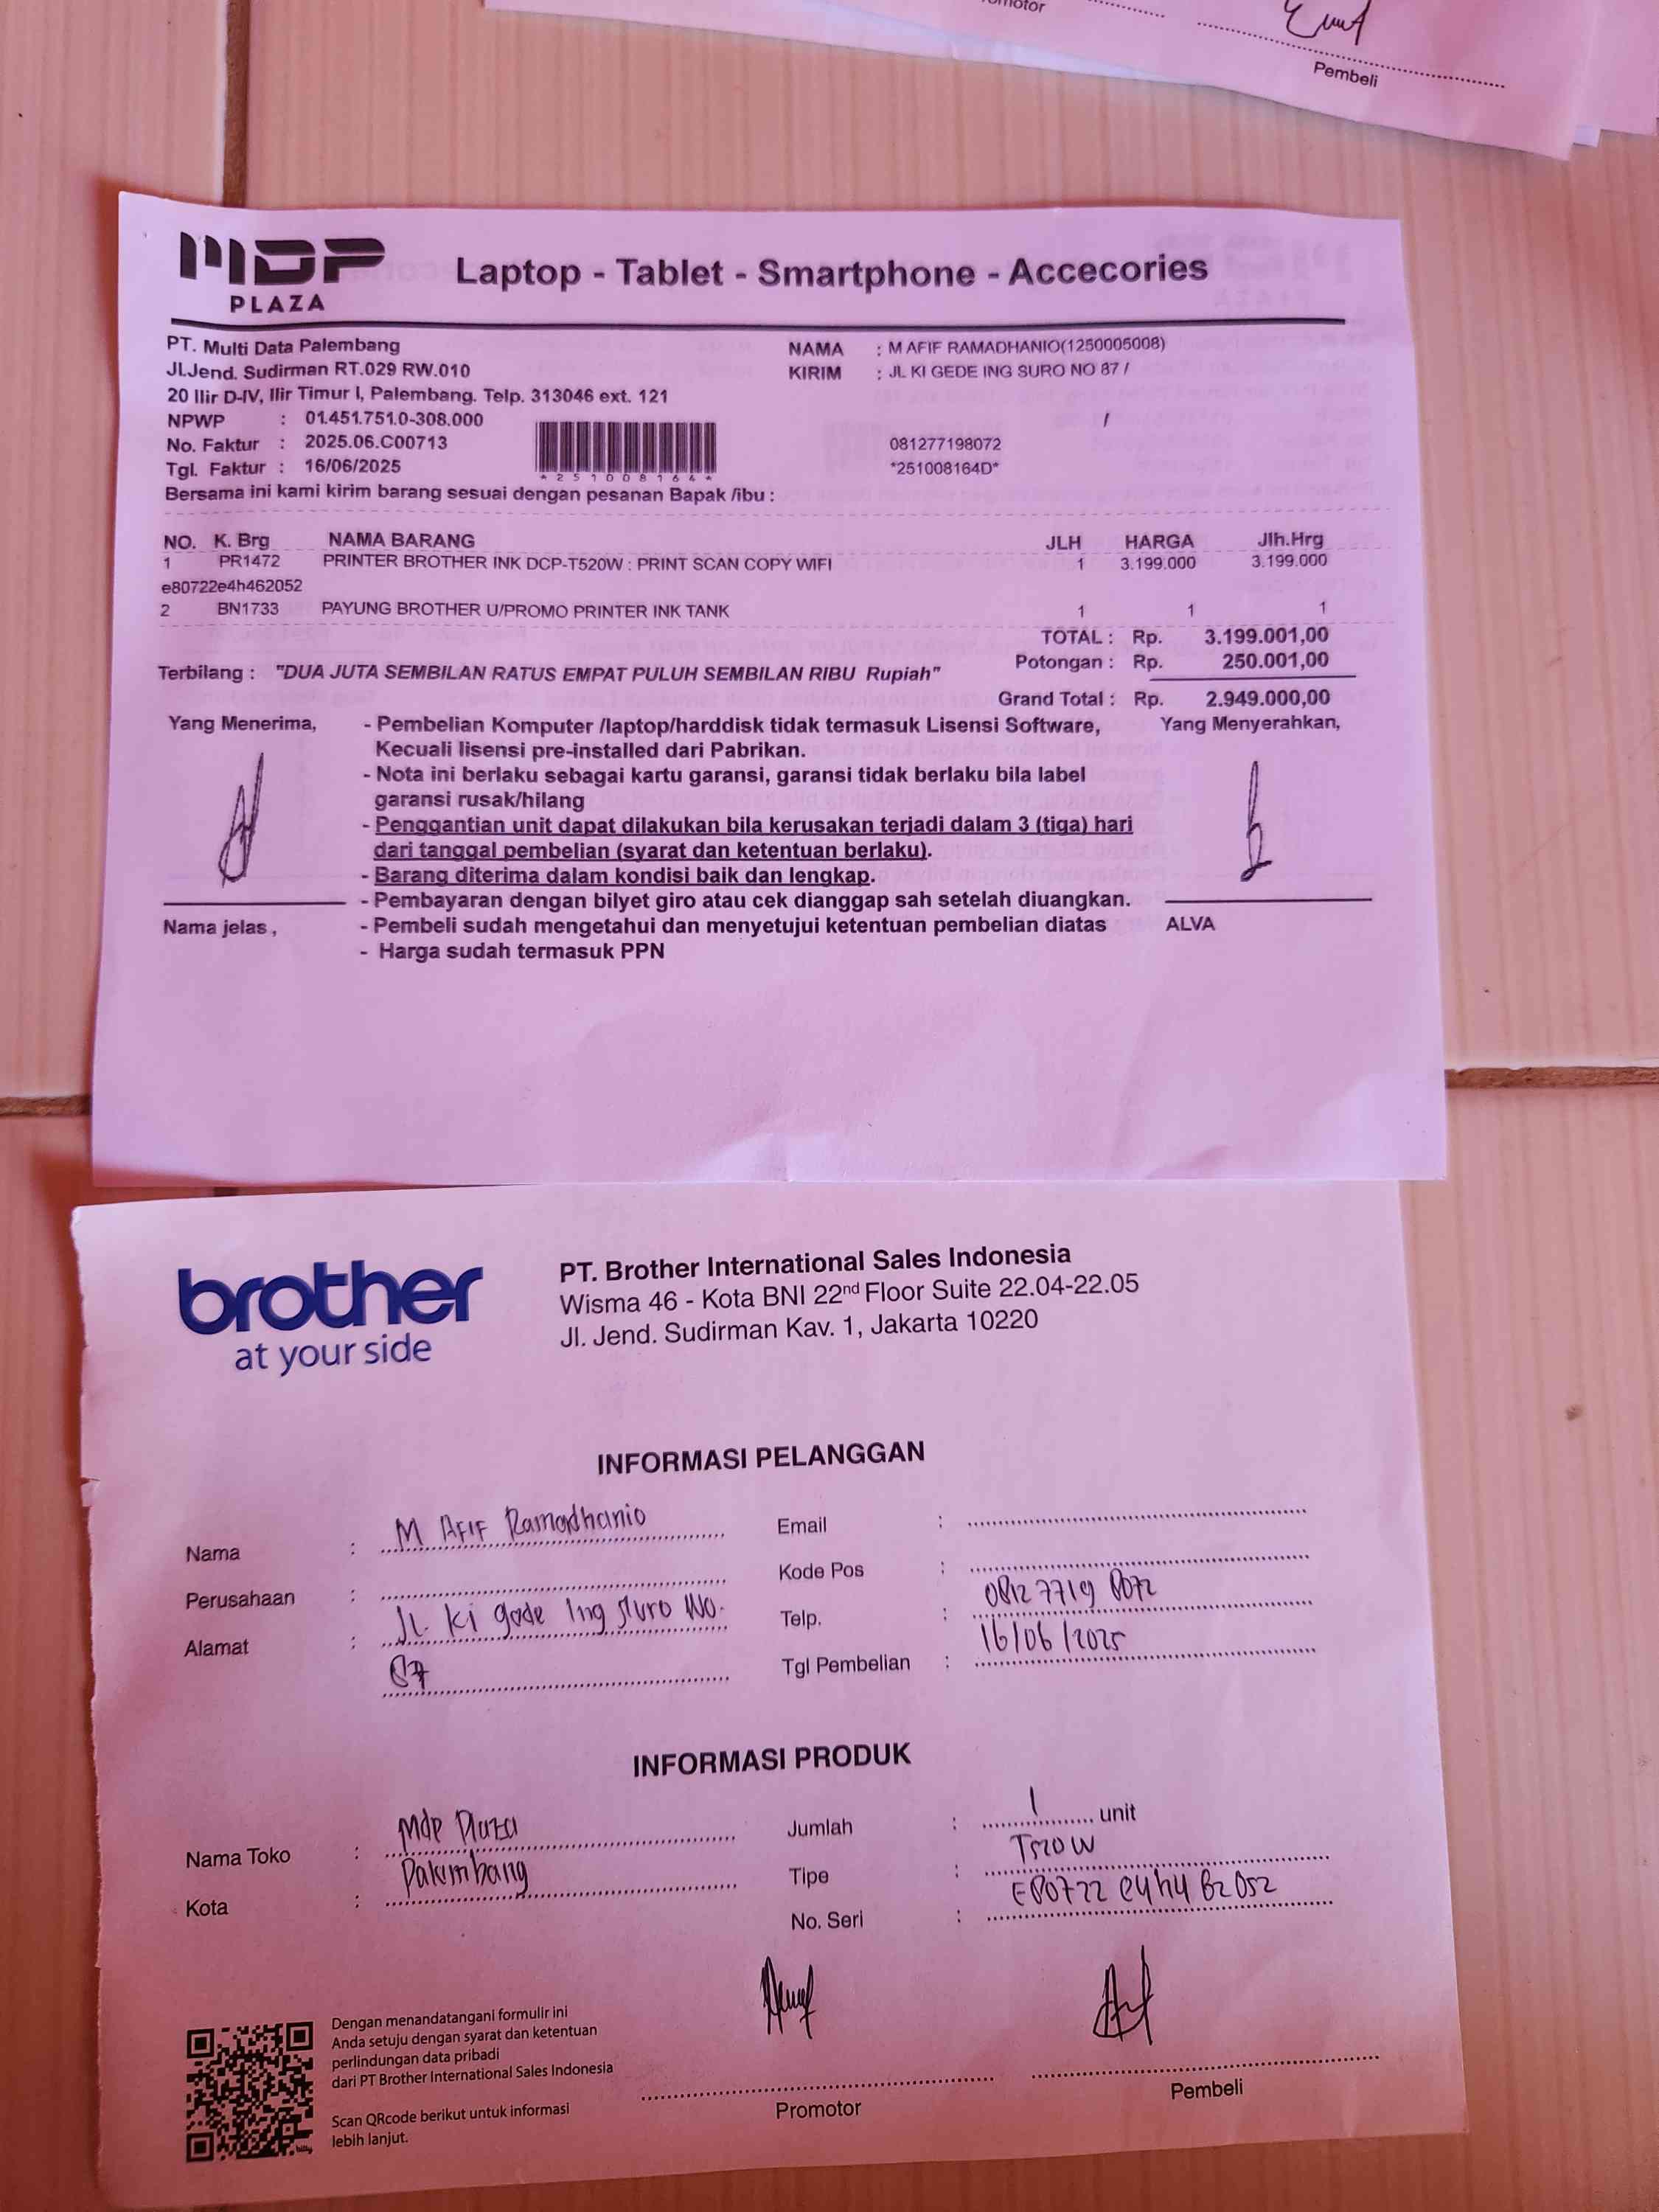 Pembeli
MDP
PLAZA
Laptop - Tablet - Smartphone - Accecories
PT. Multi Data Palembang
Jl.Jend. Sudirman RT.029 RW.010
20 Ilir D-IV, Ilir Timur I, Palembang. Telp. 313046 ext. 121
NPWP : 01.451.751.0-308.000
No. Faktur : 2025.06.C00713
Tgl. Faktur : 16/06/2025
NAMA : M AFIF RAMADHANIO(1250005008)
KIRIM : JL KI GEDE ING SURO NO 87 /
/
081277198072
*251008164D*
*251008164*
Bersama ini kami kirim barang sesuai dengan pesanan Bapak /ibu :
NO. K. Brg NAMA BARANG JLH HARGA Jlh.Hrg
1 PR1472 PRINTER BROTHER INK DCP-T520W : PRINT SCAN COPY WIFI 1 3.199.000 3.199.000
e80722e4h462052
2 BN1733 PAYUNG BROTHER U/PROMO PRINTER INK TANK 1 1 1
TOTAL : Rp. 3.199.001,00
Potongan : Rp. 250.001,00
Terbilang : "DUA JUTA SEMBILAN RATUS EMPAT PULUH SEMBILAN RIBU Rupiah"
Grand Total : Rp. 2.949.000,00
Yang Menerima,
- Pembelian Komputer /laptop/harddisk tidak termasuk Lisensi Software,
Kecuali lisensi pre-installed dari Pabrikan.
- Nota ini berlaku sebagai kartu garansi, garansi tidak berlaku bila label
garansi rusak/hilang
- Penggantian unit dapat dilakukan bila kerusakan terjadi dalam 3 (tiga) hari
dari tanggal pembelian (syarat dan ketentuan berlaku).
- Barang diterima dalam kondisi baik dan lengkap.
- Pembayaran dengan bilyet giro atau cek dianggap sah setelah diuangkan.
- Pembeli sudah mengetahui dan menyetujui ketentuan pembelian diatas
- Harga sudah termasuk PPN
Yang Menyerahkan,
Nama jelas ,
ALVA
brother
at your side
PT. Brother International Sales Indonesia
Wisma 46 - Kota BNI 22nd Floor Suite 22.04-22.05
Jl. Jend. Sudirman Kav. 1, Jakarta 10220
INFORMASI PELANGGAN
Nama : M AFIF Ramadhanio
Perusahaan :
Alamat : JL. Ki gede Ing suro No.
87
Email :
Kode Pos :
Telp. : 0812 7719 8072
Tgl Pembelian : 16/06/2025
INFORMASI PRODUK
Nama Toko : Mdp Plaza
Kota : Palembang
Jumlah : 1 unit
Tipe : T520W
No. Seri : E80722 e4h4 62052
Dengan menandatangani formulir ini
Anda setuju dengan syarat dan ketentuan
perlindungan data pribadi
dari PT Brother International Sales Indonesia
Scan QRcode berikut untuk informasi
lebih lanjut.
Promotor
Pembeli